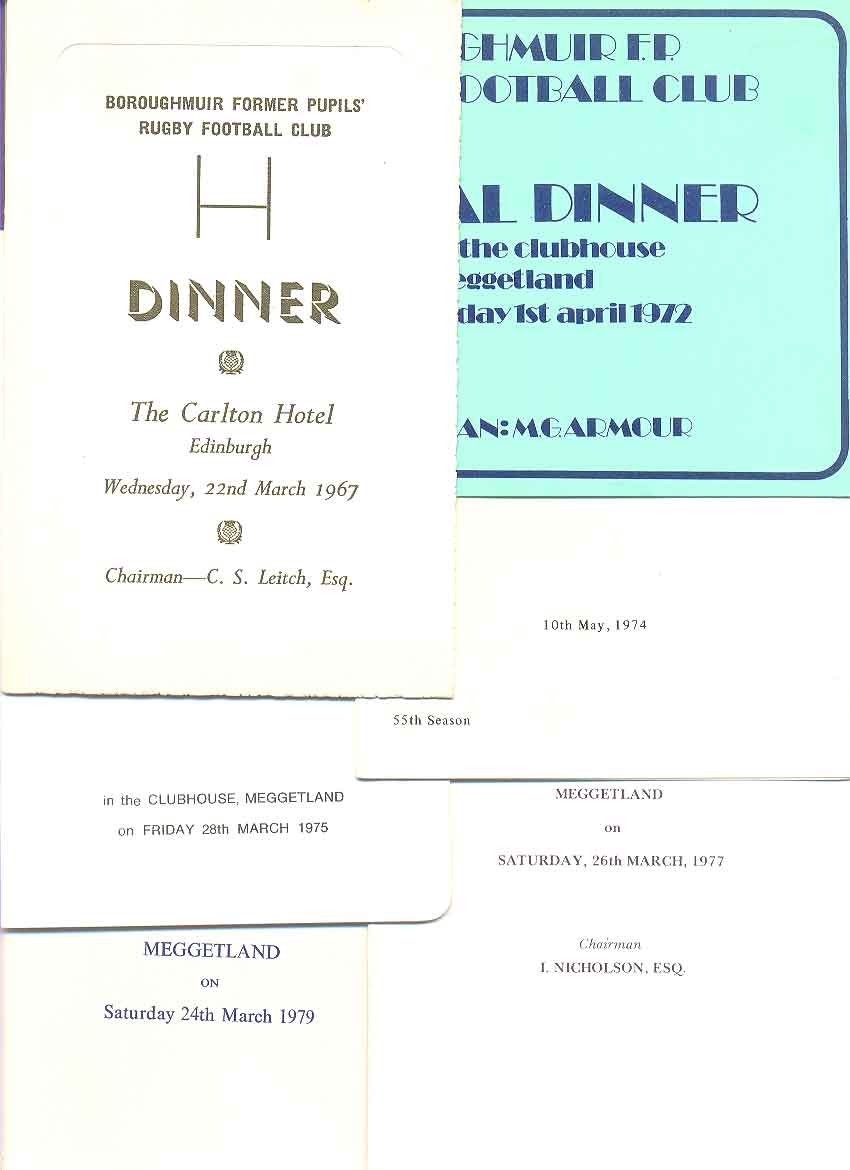 BOROUGHMUIR FORMER PUPILS'
RUGBY FOOTBALL CLUB
DINNER
The Carlton Hotel
Edinburgh
Wednesday, 22nd March 1967
Chairman—C. S. Leitch, Esq.
GHMUIR F.P.
OOTBALL CLUB
AL DINNER
the clubhouse
eggetland
day 1st april 1972
AN: M.G.ARMOUR
10th May, 1974
55th Season
in the CLUBHOUSE, MEGGETLAND
on FRIDAY 28th MARCH 1975
MEGGETLAND
on
SATURDAY, 26th MARCH, 1977
Chairman
I. NICHOLSON, ESQ.
MEGGETLAND
ON
Saturday 24th March 1979